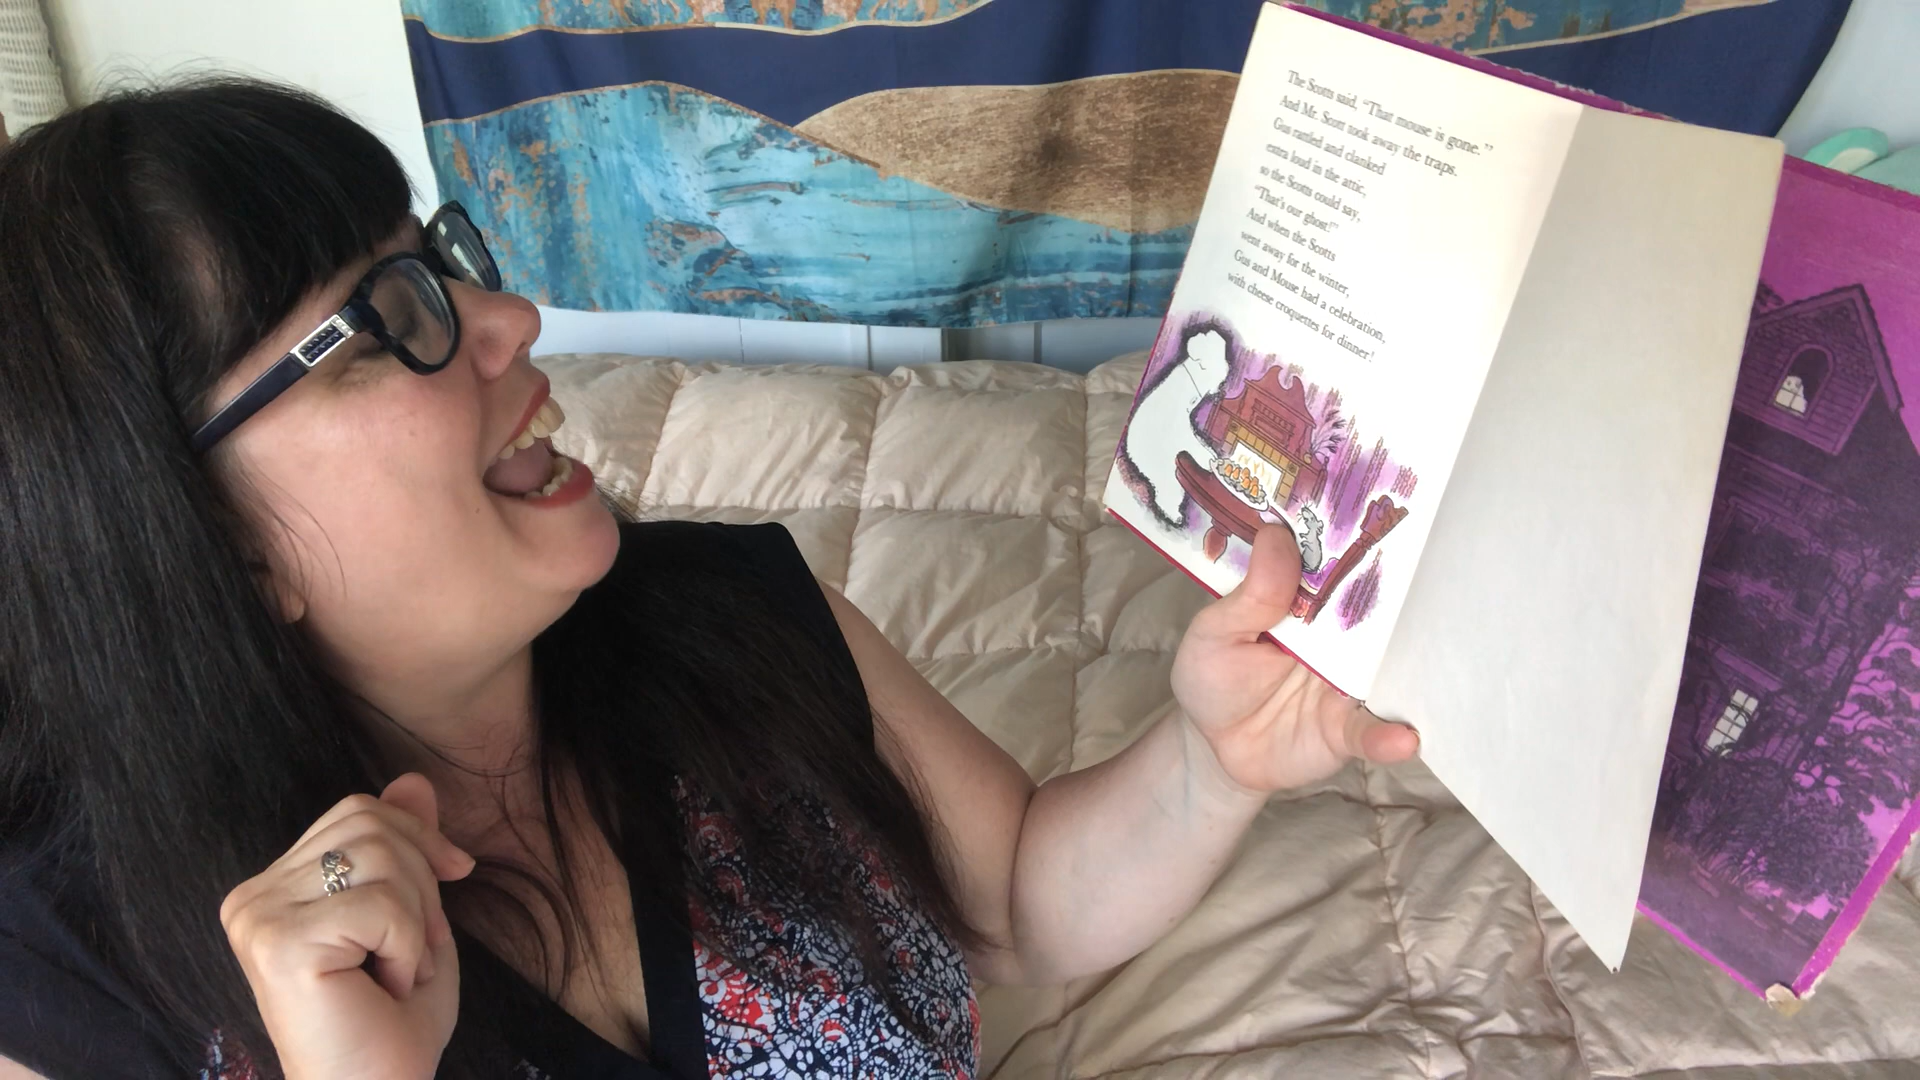 The Scotts said, "That mouse is gone."
And Mr. Scott took away the traps.
Gus rattled and clanked
extra loud in the attic,
so the Scotts could say,
"That's our ghost!"
And when the Scotts
went away for the winter,
Gus and Mouse had a celebration,
with cheese croquettes for dinner!